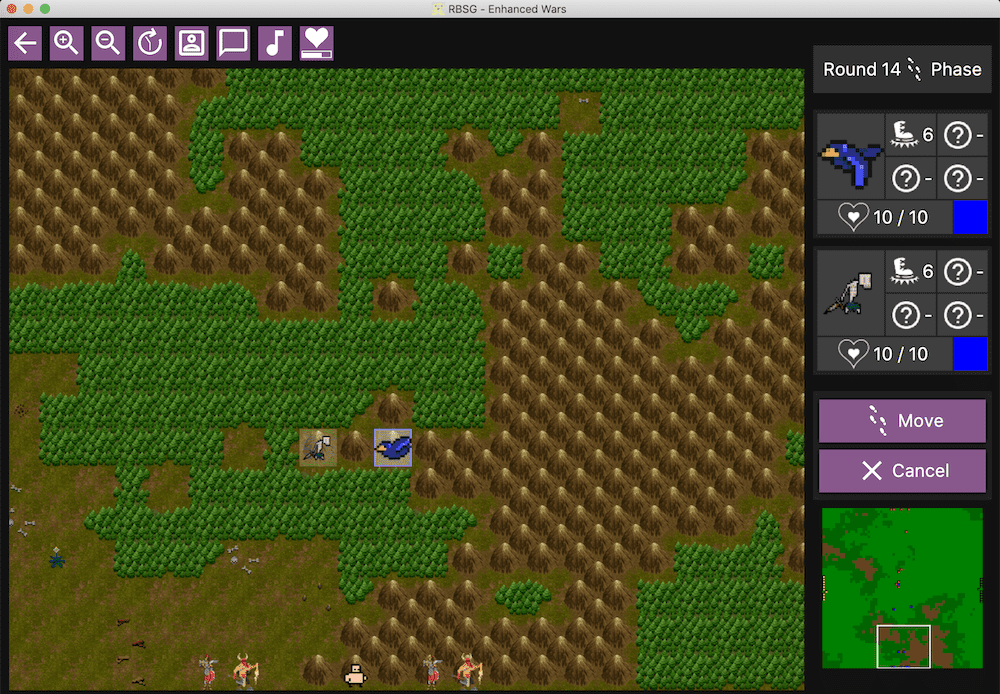 RBSG - Enhanced Wars
Round 14 Phase
6 ? -
? - ? -
10 / 10
6 ? -
? - ? -
10 / 10
Move
Cancel